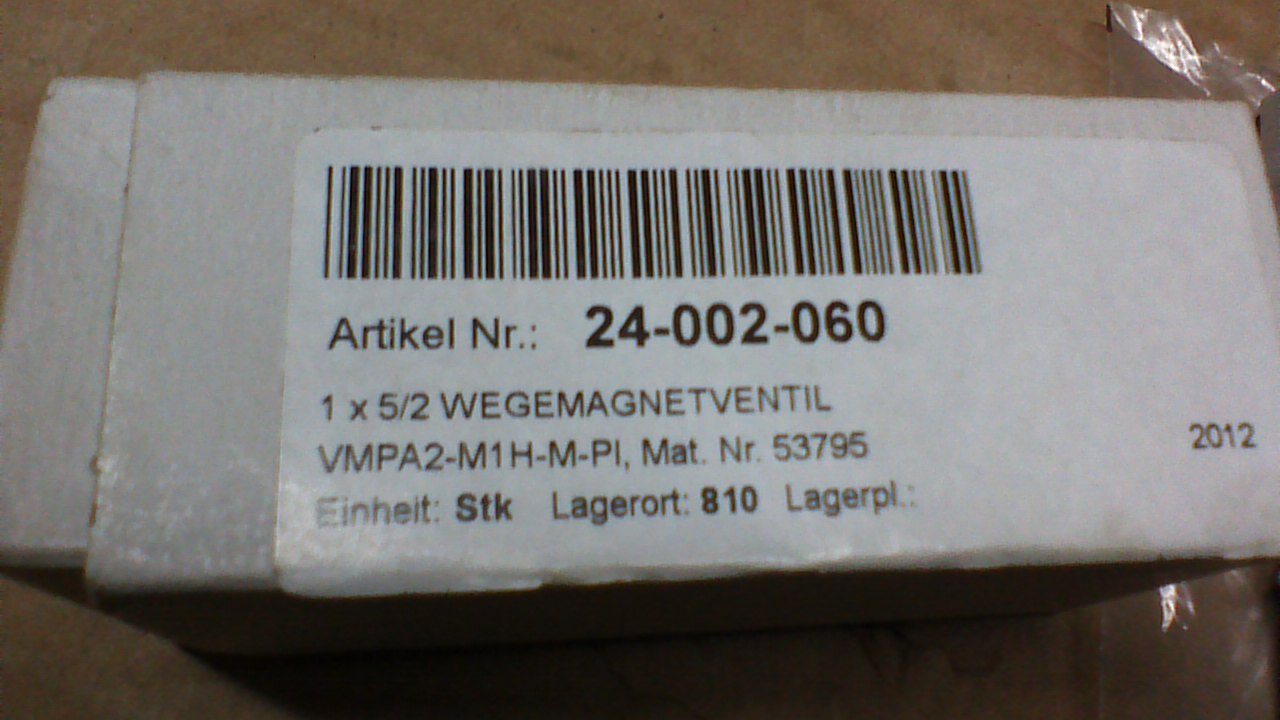 Artikel Nr.: 24-002-060
1 x 5/2 WEGEMAGNETVENTIL
VMPA2-M1H-M-PI, Mat. Nr. 53795
2012
Einheit: Stk Lagerort: 810 Lagerpl.: